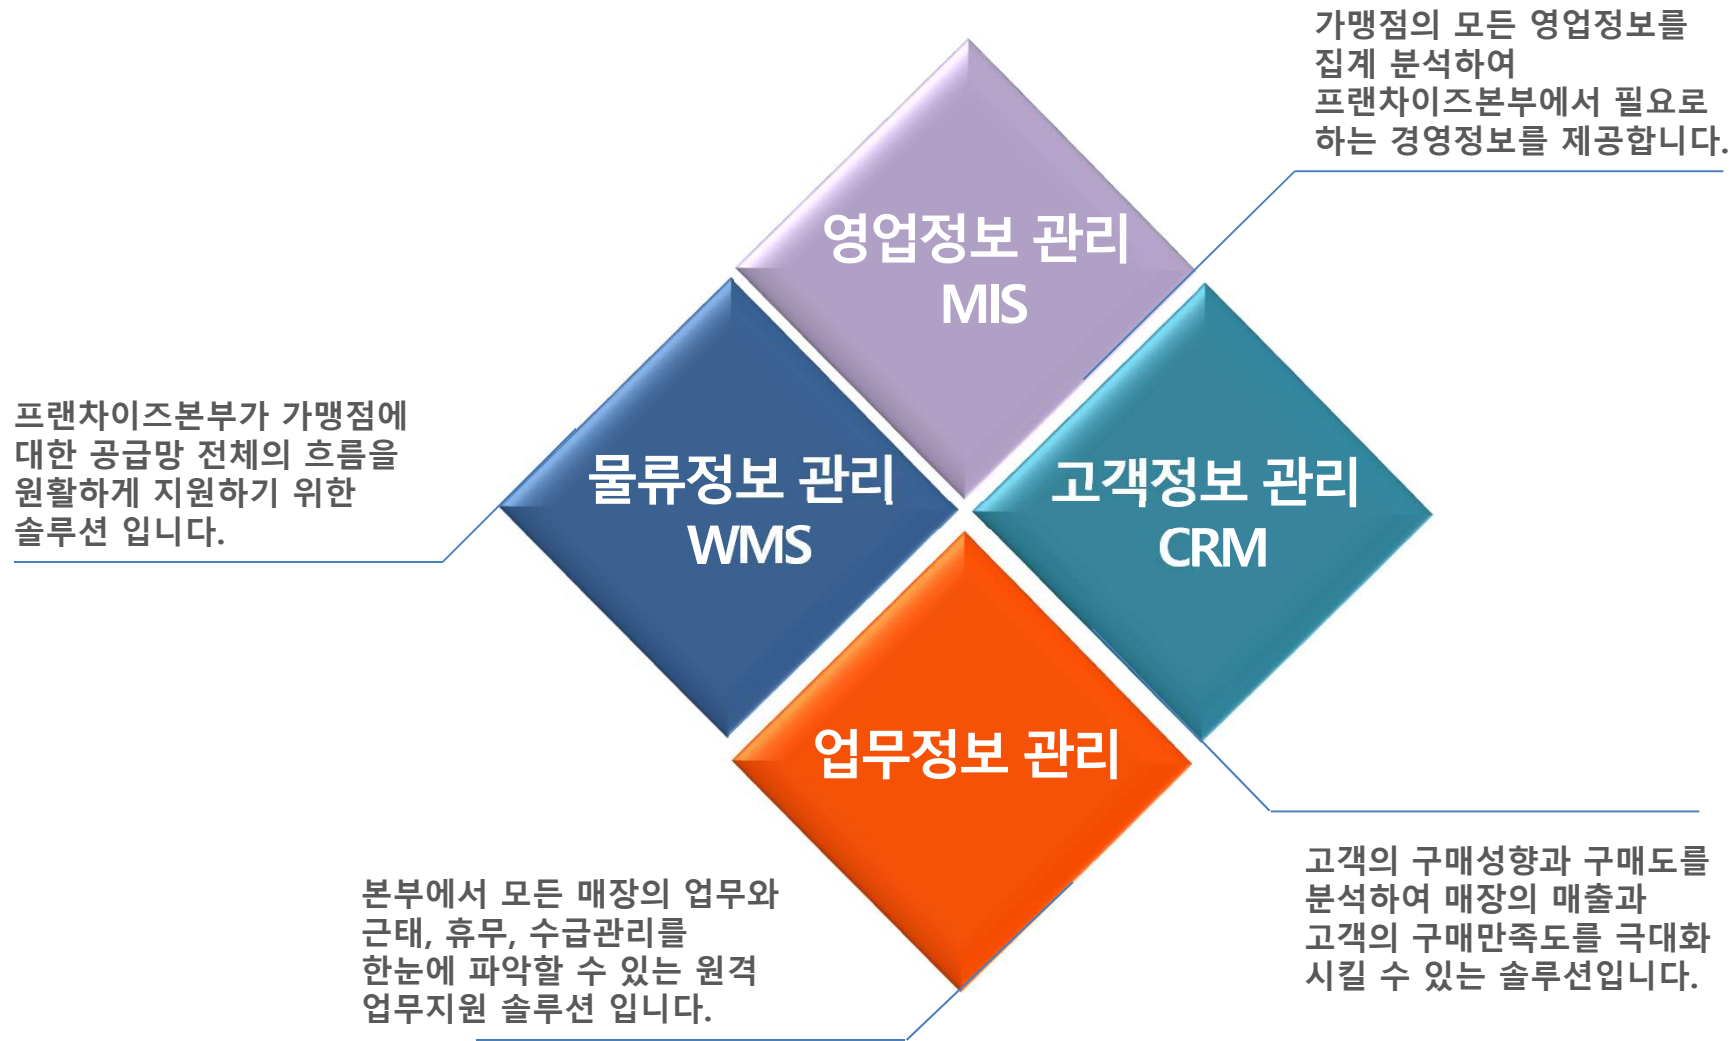 가맹점의 모든 영업정보를
집계 분석하여
프랜차이즈본부에서 필요로
하는 경영정보를 제공합니다.
영업정보 관리
MIS
프랜차이즈본부가 가맹점에
대한 공급망 전체의 흐름을
원활하게 지원하기 위한
솔루션 입니다.
물류정보 관리
WMS
고객정보 관리
CRM
업무정보 관리
본부에서 모든 매장의 업무와
근태, 휴무, 수급관리를
한눈에 파악할 수 있는 원격
업무지원 솔루션 입니다.
고객의 구매성향과 구매도를
분석하여 매장의 매출과
고객의 구매만족도를 극대화
시킬 수 있는 솔루션입니다.